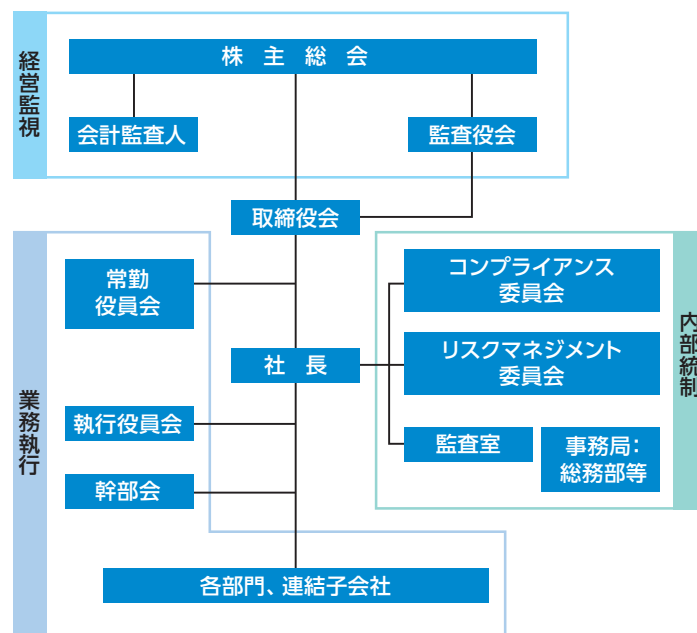 経営監視
株主総会
会計監査人
監査役会
取締役会
業務執行
常勤
役員会
社長
執行役員会
幹部会
各部門、連結子会社
内部統制
コンプライアンス
委員会
リスクマネジメント
委員会
監査室
事務局：
総務部等